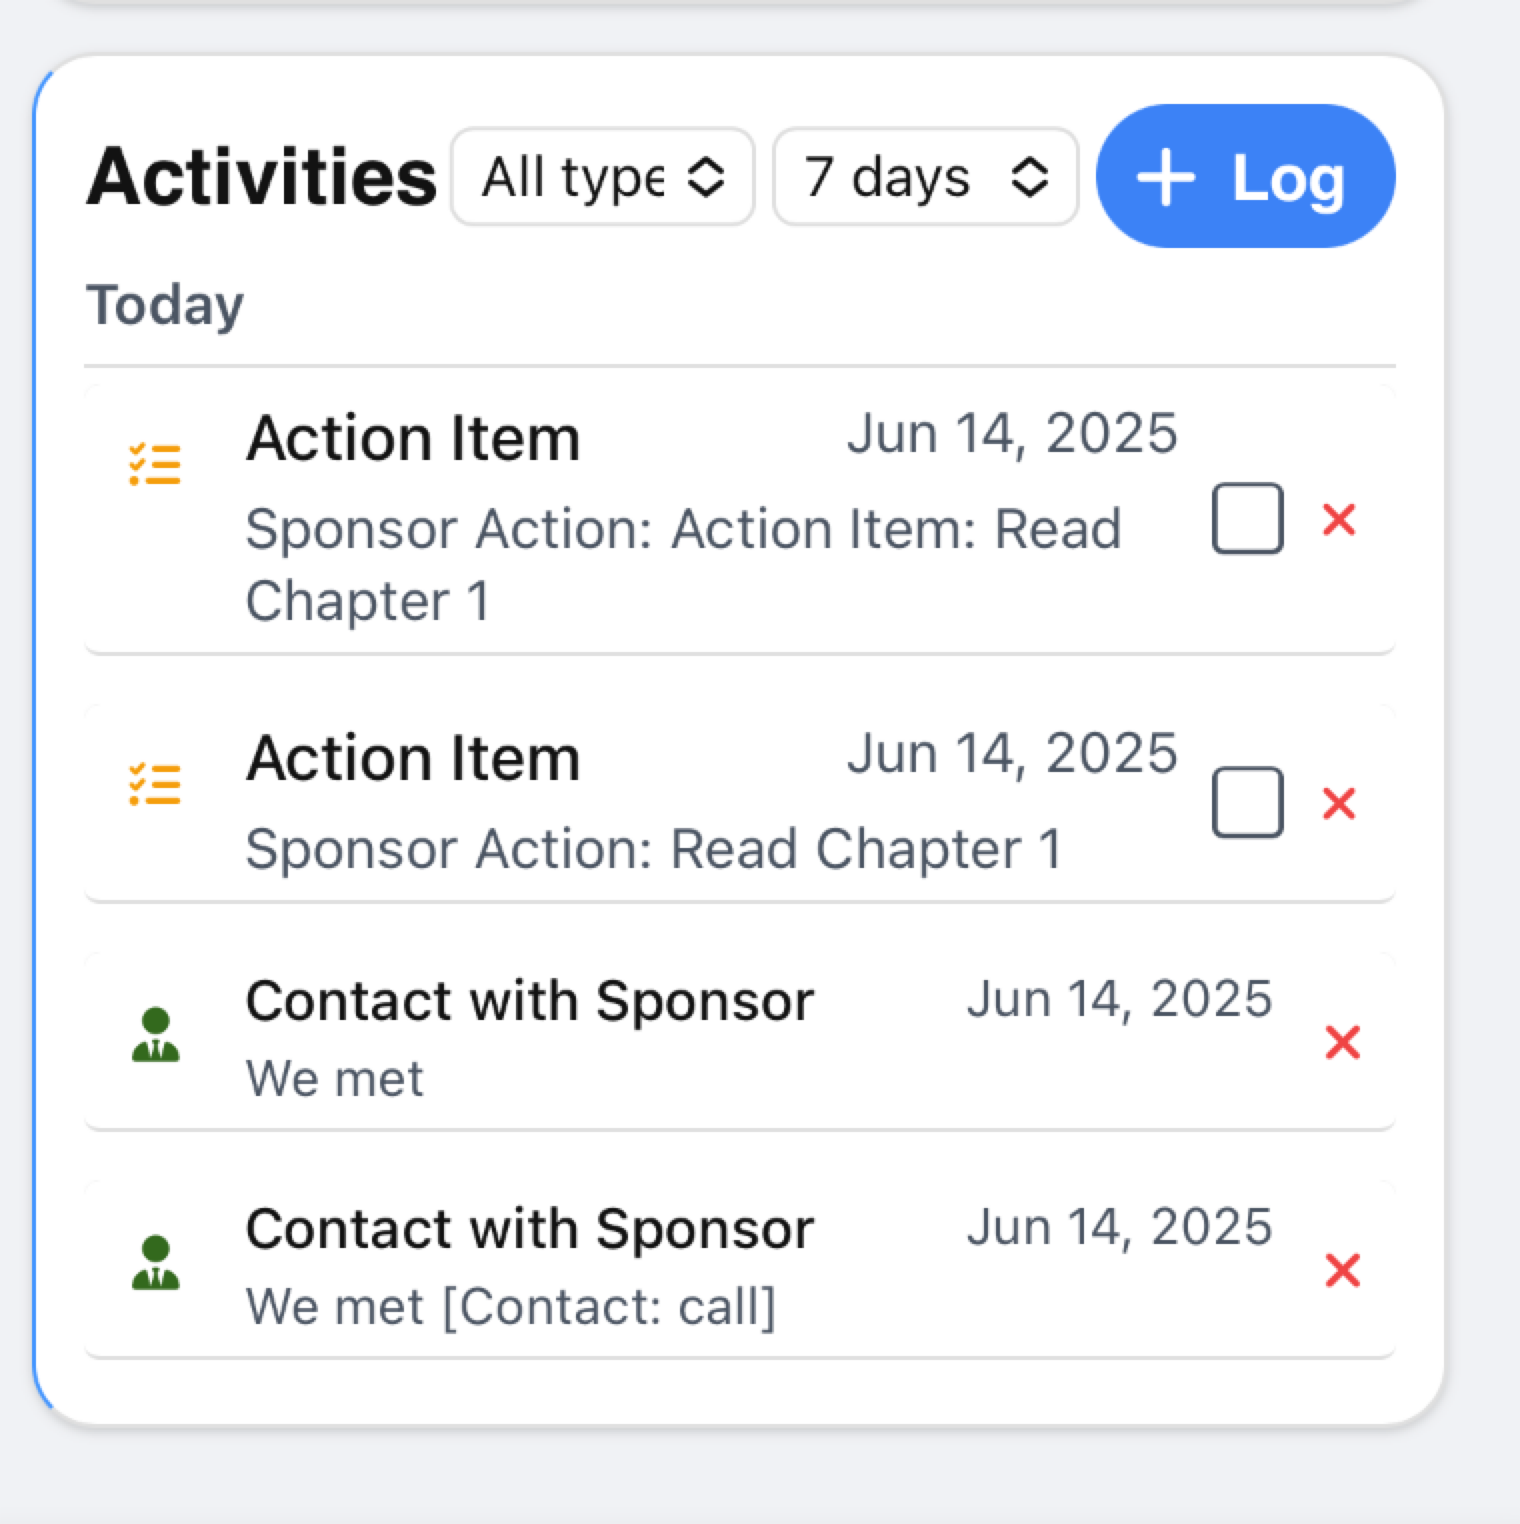 Activities All type 7 days + Log
Today
Action Item Jun 14, 2025
Sponsor Action: Action Item: Read
Chapter 1
Action Item Jun 14, 2025
Sponsor Action: Read Chapter 1
Contact with Sponsor Jun 14, 2025
We met
Contact with Sponsor Jun 14, 2025
We met [Contact: call]